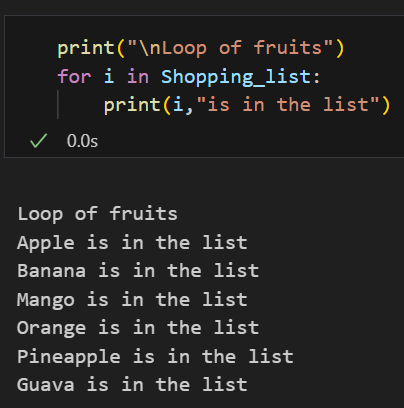 print("\nLoop of fruits")
for i in Shopping_list:
    print(i,"is in the list")
0.0s
Loop of fruits
Apple is in the list
Banana is in the list
Mango is in the list
Orange is in the list
Pineapple is in the list
Guava is in the list